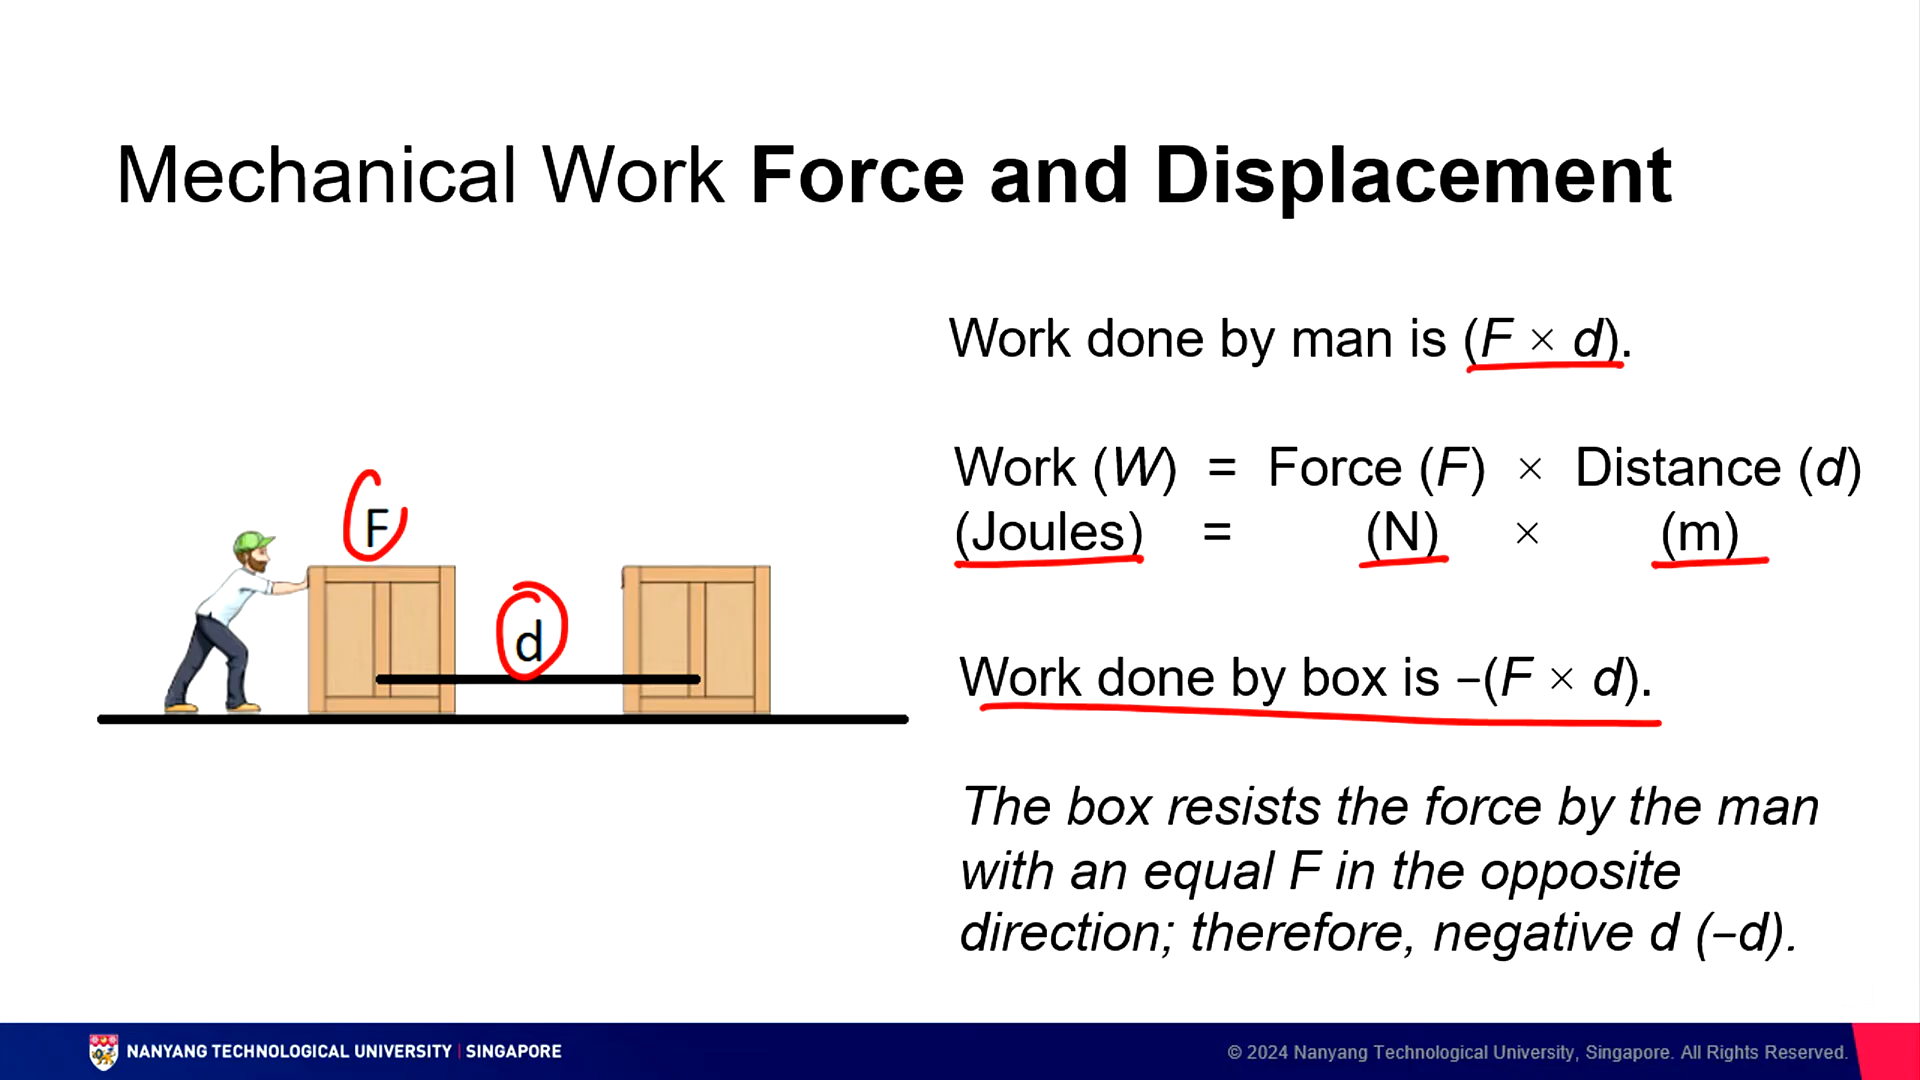 Mechanical Work Force and Displacement
Work done by man is (F × d).
Work (W) = Force (F) × Distance (d)
(Joules) = (N) × (m)
F
d
Work done by box is –(F × d).
The box resists the force by the man
with an equal F in the opposite
direction; therefore, negative d (–d).
NANYANG TECHNOLOGICAL UNIVERSITY | SINGAPORE
© 2024 Nanyang Technological University, Singapore. All Rights Reserved.